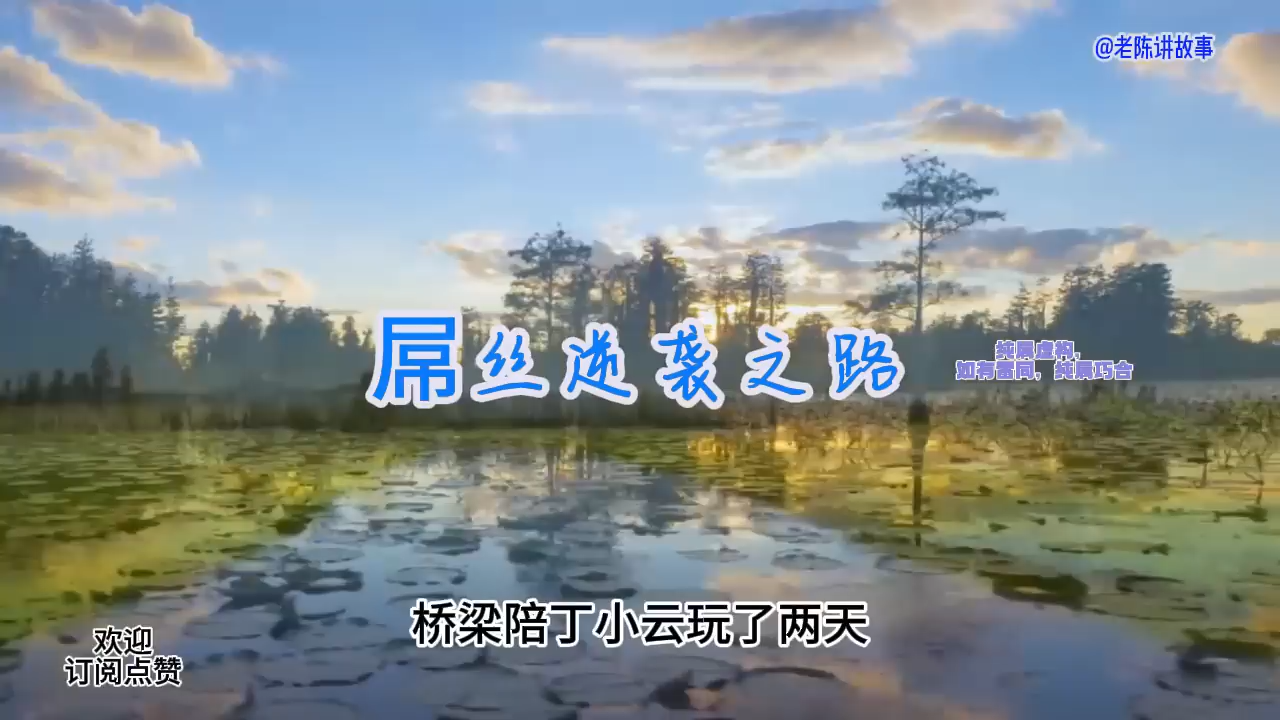 @老陈讲故事
屌丝逆袭之路
纯属虚构，
如有雷同，纯属巧合
桥梁陪丁小云玩了两天
欢迎
订阅点赞